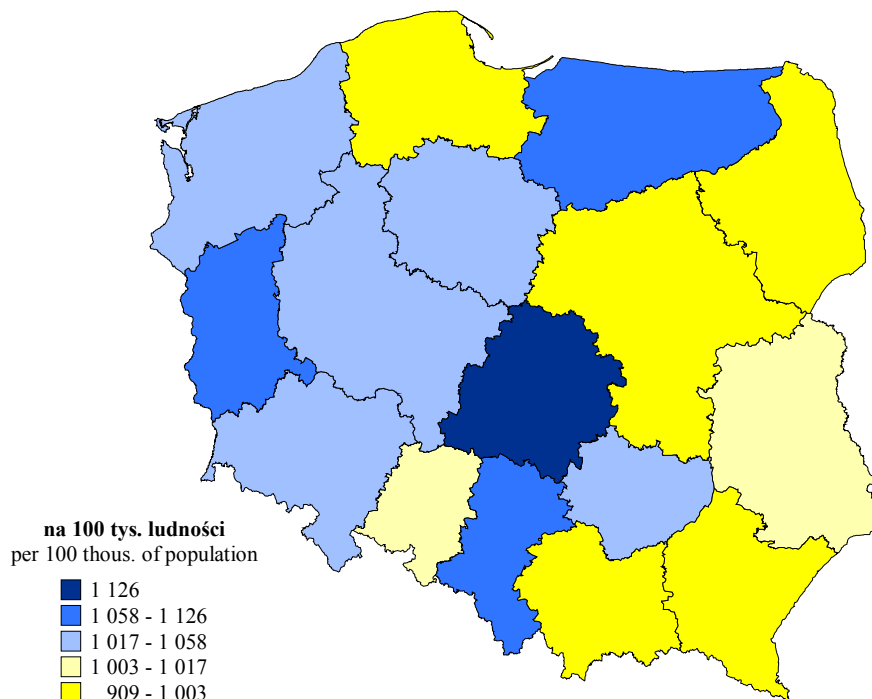 na 100 tys. ludności
per 100 thous. of population
1 126
1 058 - 1 126
1 017 - 1 058
1 003 - 1 017
909 - 1 003